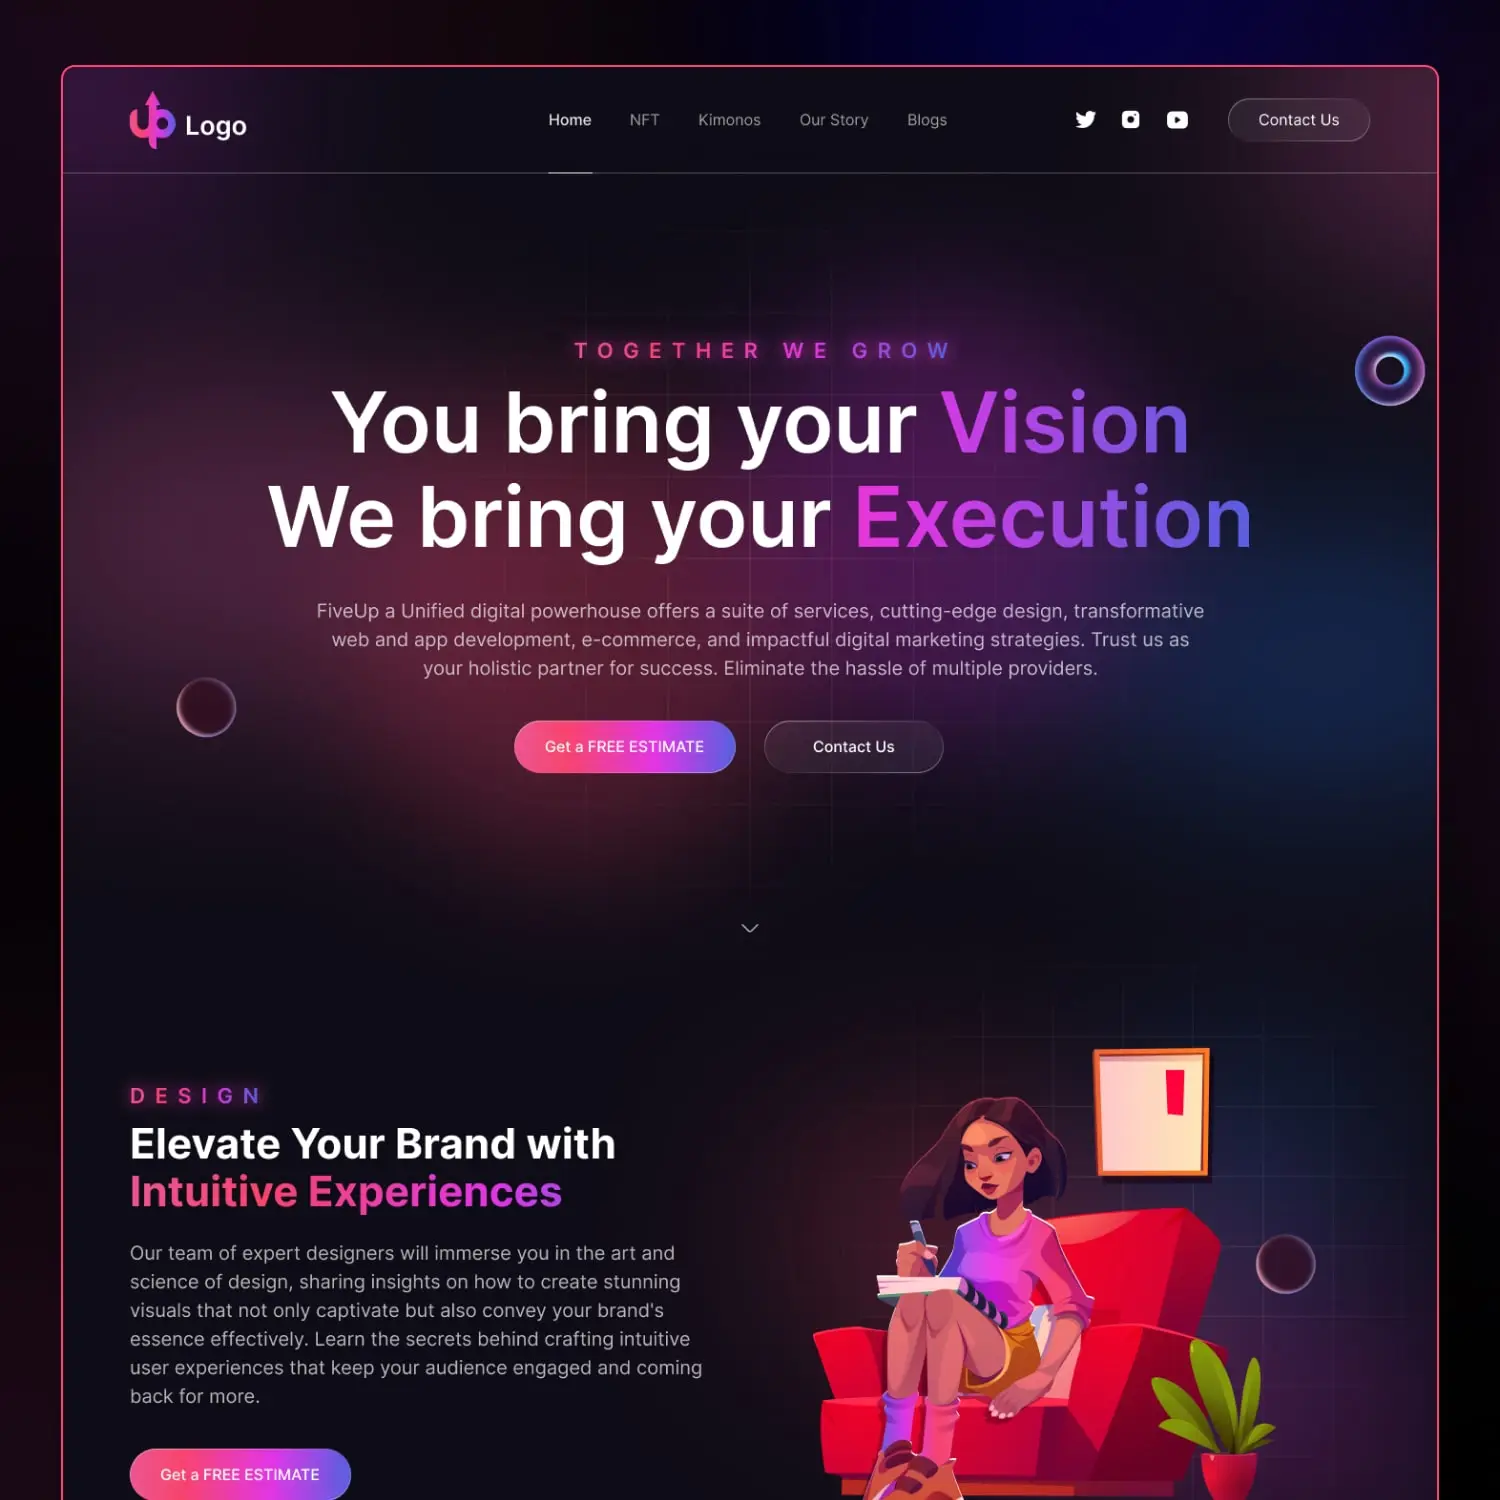 Logo
Home NFT Kimonos Our Story Blogs Contact Us
TOGETHER WE GROW
You bring your Vision
We bring your Execution
FiveUp a Unified digital powerhouse offers a suite of services, cutting-edge design, transformative
web and app development, e-commerce, and impactful digital marketing strategies. Trust us as
your holistic partner for success. Eliminate the hassle of multiple providers.
Get a FREE ESTIMATE Contact Us
DESIGN
Elevate Your Brand with
Intuitive Experiences
Our team of expert designers will immerse you in the art and
science of design, sharing insights on how to create stunning
visuals that not only captivate but also convey your brand's
essence effectively. Learn the secrets behind crafting intuitive
user experiences that keep your audience engaged and coming
back for more.
Get a FREE ESTIMATE